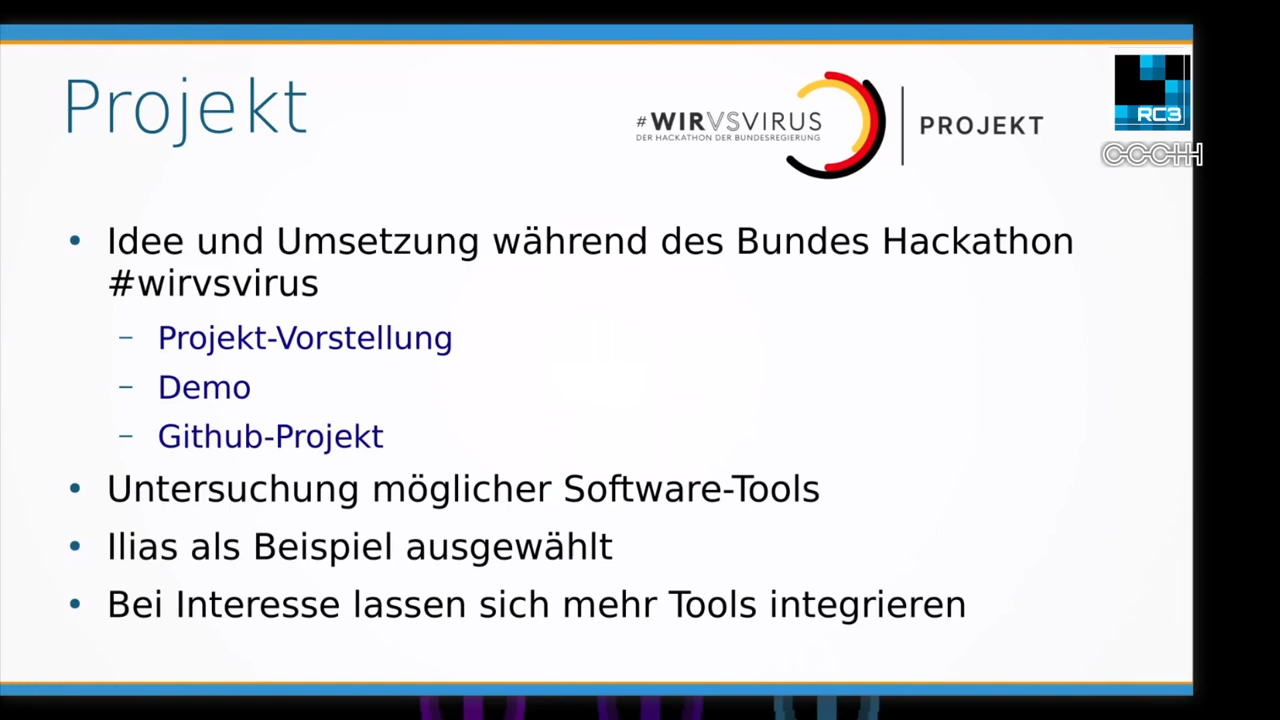 Projekt
#WIRVSVIRUS
DER HACKATHON DER BUNDESREGIERUNG
PROJEKT
RC3
CCCHH
• Idee und Umsetzung während des Bundes Hackathon
#wirvsvirus
– Projekt-Vorstellung
– Demo
– Github-Projekt
• Untersuchung möglicher Software-Tools
• Ilias als Beispiel ausgewählt
• Bei Interesse lassen sich mehr Tools integrieren